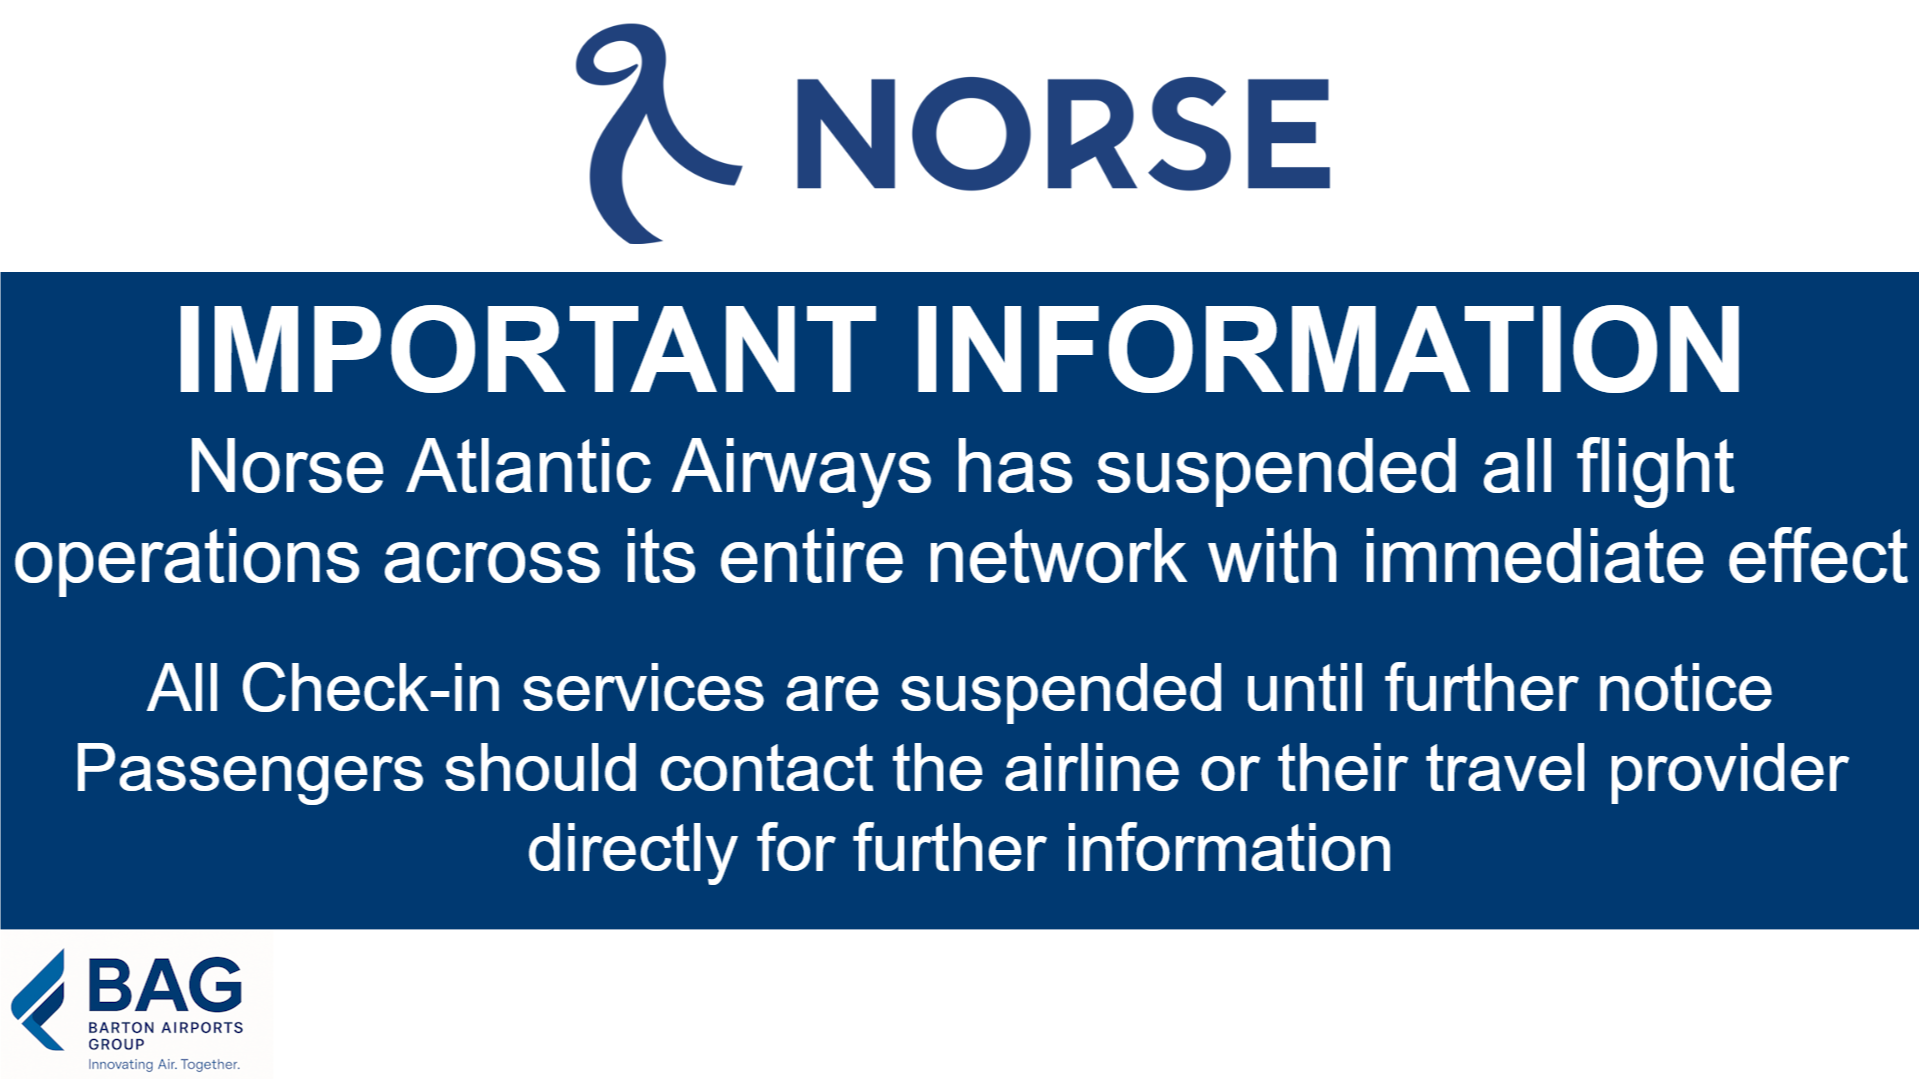 NORSE
IMPORTANT INFORMATION
Norse Atlantic Airways has suspended all flight
operations across its entire network with immediate effect
All Check-in services are suspended until further notice
Passengers should contact the airline or their travel provider
directly for further information
BAG
BARTON AIRPORTS
GROUP
Innovating Air. Together.